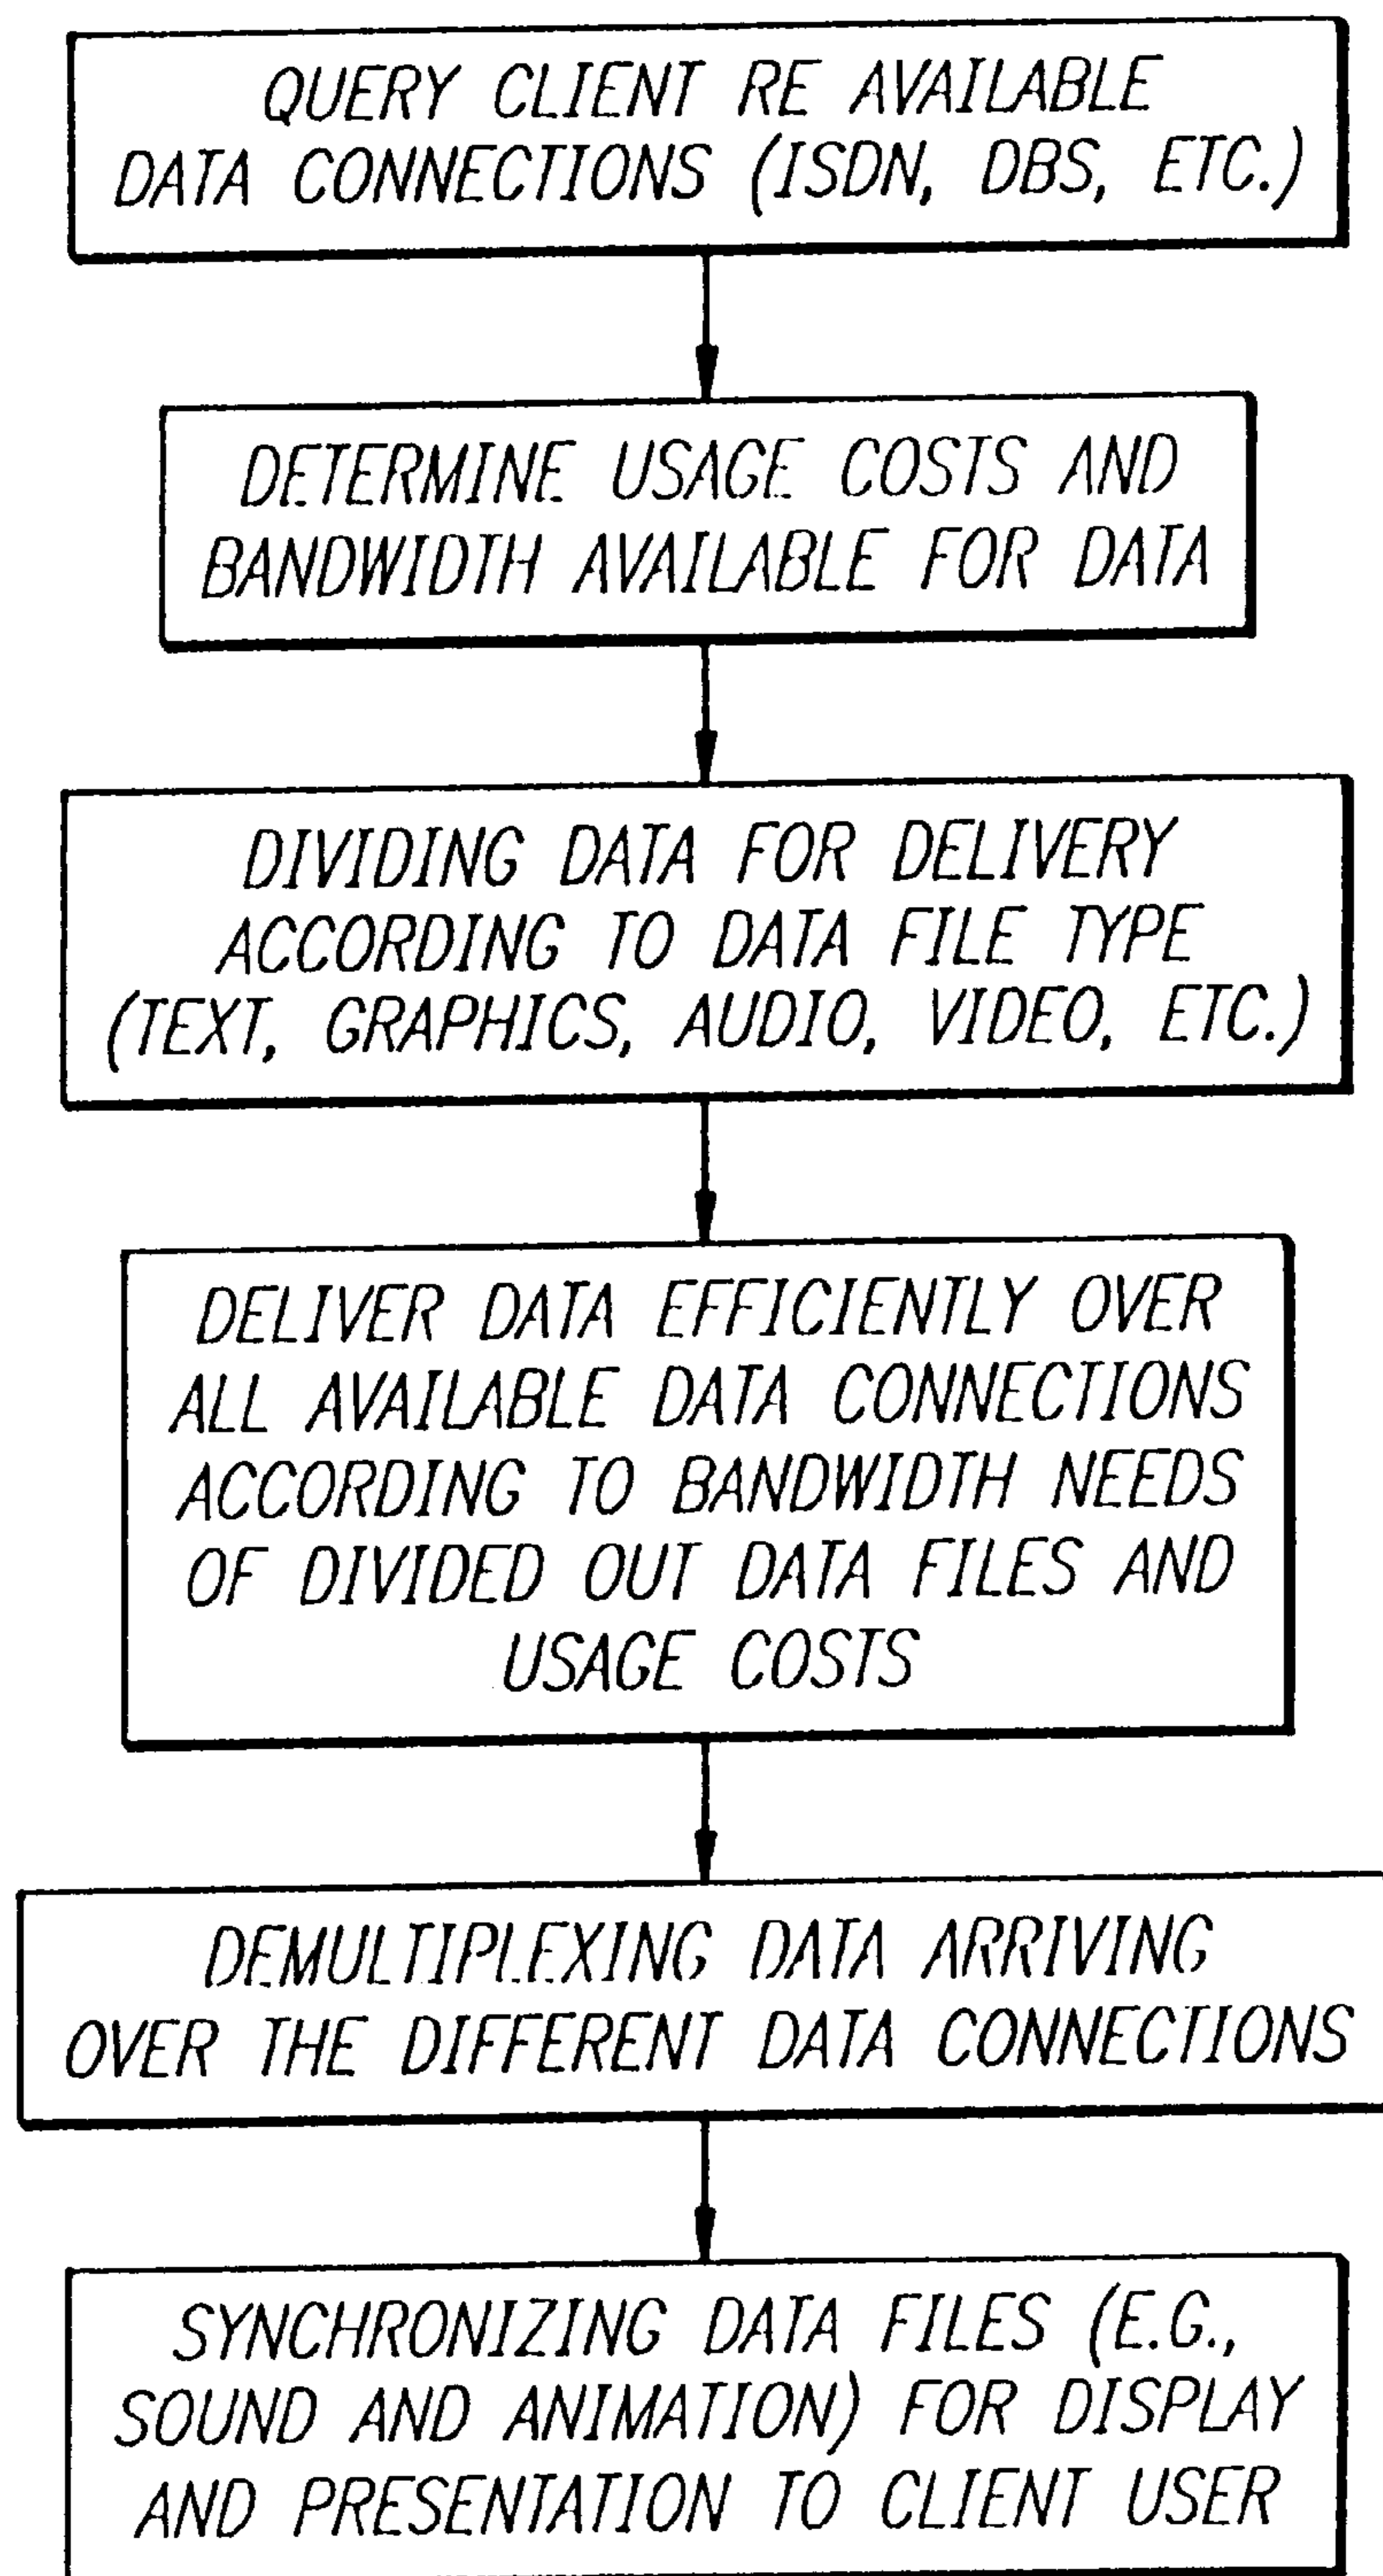 QUERY CLIENT RE AVAILABLE
DATA CONNECTIONS (ISDN, DBS, ETC.)
DETERMINE USAGE COSTS AND
BANDWIDTH AVAILABLE FOR DATA
DIVIDING DATA FOR DELIVERY
ACCORDING TO DATA FILE TYPE
(TEXT, GRAPHICS, AUDIO, VIDEO, ETC.)
DELIVER DATA EFFICIENTLY OVER
ALL AVAILABLE DATA CONNECTIONS
ACCORDING TO BANDWIDTH NEEDS
OF DIVIDED OUT DATA FILES AND
USAGE COSTS
DEMULTIPLEXING DATA ARRIVING
OVER THE DIFFERENT DATA CONNECTIONS
SYNCHRONIZING DATA FILES (E.G.,
SOUND AND ANIMATION) FOR DISPLAY
AND PRESENTATION TO CLIENT USER